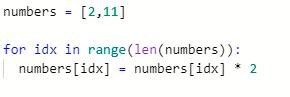 numbers = [2,11]
for idx in range(len(numbers)):
numbers[idx] = numbers[idx] * 2